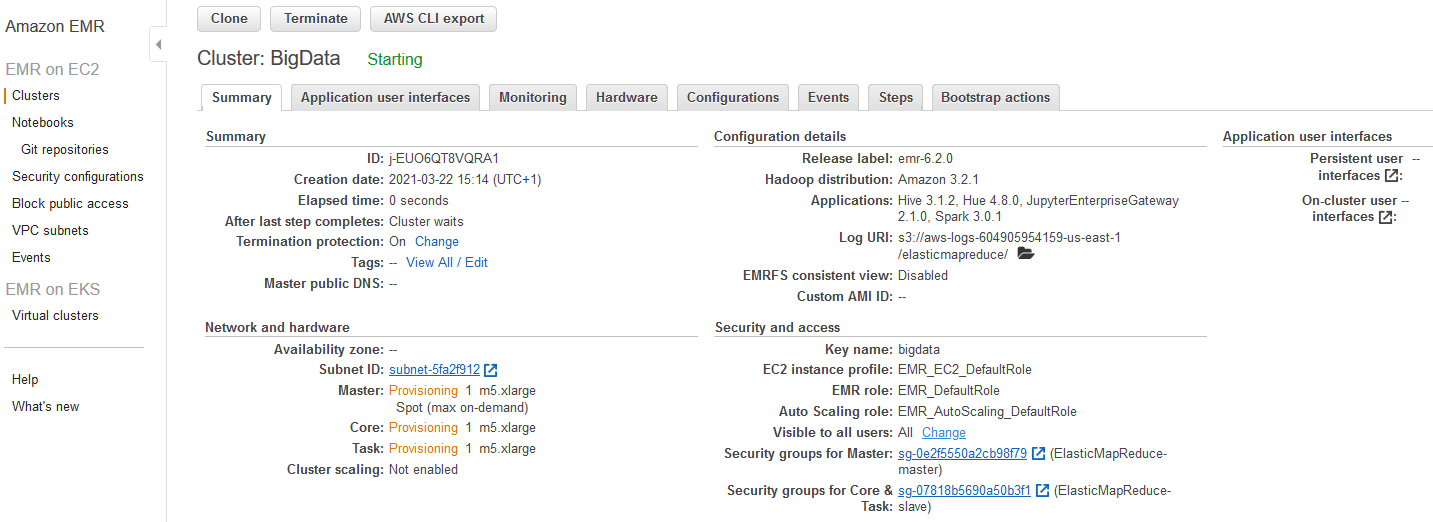 Amazon EMR
EMR on EC2
Clusters
Notebooks
Git repositories
Security configurations
Block public access
VPC subnets
Events
EMR on EKS
Virtual clusters
Help
What's new
Clone Terminate AWS CLI export
Cluster: BigData Starting
Summary Application user interfaces Monitoring Hardware Configurations Events Steps Bootstrap actions
Summary
ID: j-EUO6QT8VQRA1
Creation date: 2021-03-22 15:14 (UTC+1)
Elapsed time: 0 seconds
After last step completes: Cluster waits
Termination protection: On Change
Tags: -- View All / Edit
Master public DNS: --
Configuration details
Release label: emr-6.2.0
Hadoop distribution: Amazon 3.2.1
Applications: Hive 3.1.2, Hue 4.8.0, JupyterEnterpriseGateway
2.1.0, Spark 3.0.1
Log URI: s3://aws-logs-604905954159-us-east-1
/elasticmapreduce/
EMRFS consistent view: Disabled
Custom AMI ID: --
Application user interfaces
Persistent user --
interfaces :
On-cluster user --
interfaces :
Network and hardware
Availability zone: --
Subnet ID: subnet-5fa2f912
Master: Provisioning 1 m5.xlarge
Spot (max on-demand)
Core: Provisioning 1 m5.xlarge
Task: Provisioning 1 m5.xlarge
Cluster scaling: Not enabled
Security and access
Key name: bigdata
EC2 instance profile: EMR_EC2_DefaultRole
EMR role: EMR_DefaultRole
Auto Scaling role: EMR_AutoScaling_DefaultRole
Visible to all users: All Change
Security groups for Master: sg-0e2f5550a2cb98f79 (ElasticMapReduce-
master)
Security groups for Core & sg-07818b5690a50b3f1 (ElasticMapReduce-
Task: slave)